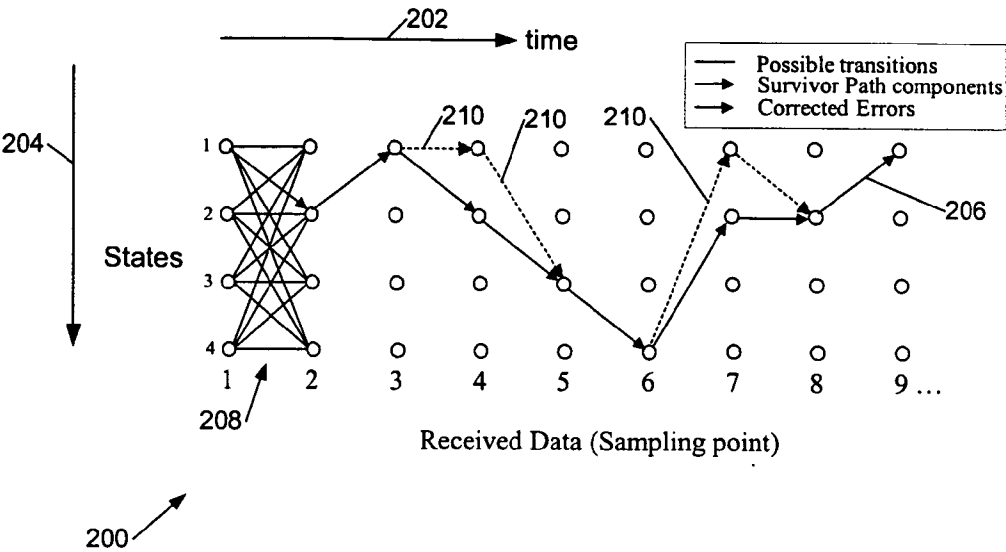 202
time
Possible transitions
Survivor Path components
Corrected Errors
204
210
210
210
1
2
206
States
3
4
1 2 3 4 5 6 7 8 9 ...
208
Received Data (Sampling point)
200